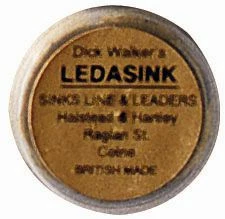 Dick Walker's
LEDASINK
SINKS LINE & LEADERS
Halstead & Hartley
Raglan St.
Colne
BRITISH MADE